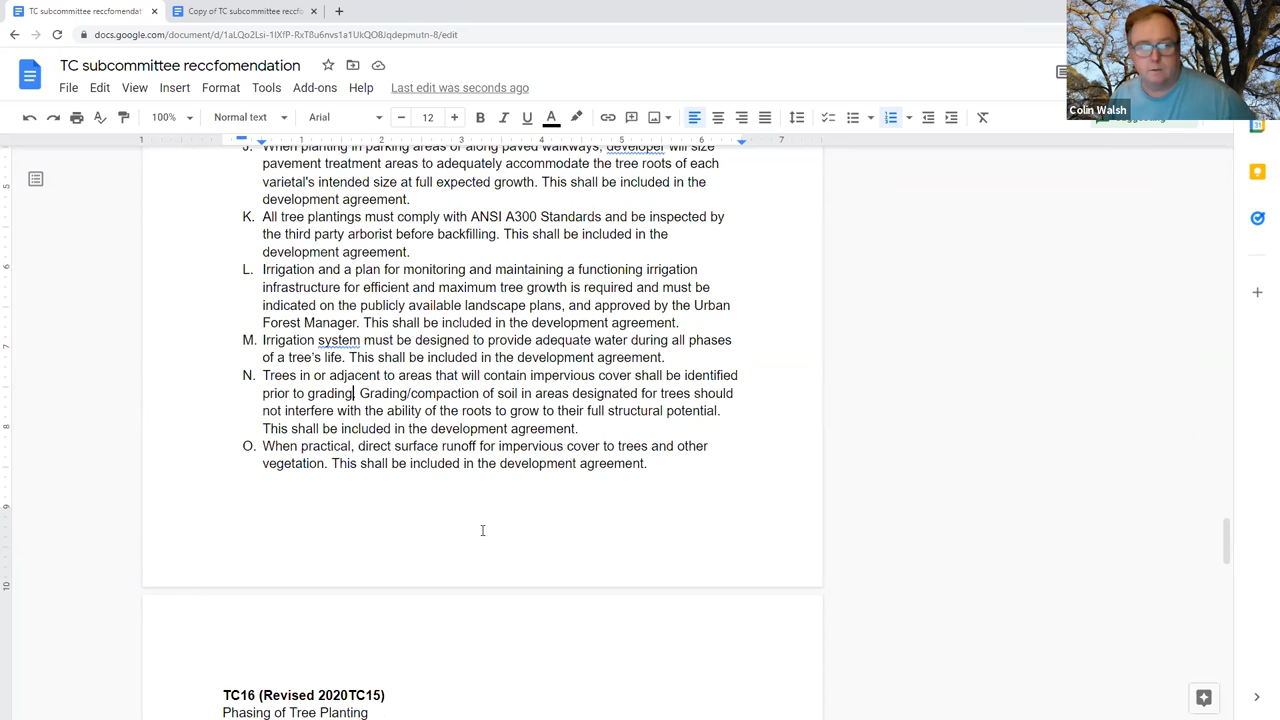 TC subcommittee reccfomendat
Copy of TC subcommittee reccfo
docs.google.com/document/d/1aLQo2Lsi-1IXfP-RxT8u6nvs1a1UkQO8Jqdepmutn-8/edit
TC subcommittee reccfomendation
File Edit View Insert Format Tools Add-ons Help Last edit was seconds ago
Colin Walsh
100% Normal text Arial 12 B I U A
1 1 2 3 4 5 6 7
J. When planting in parking areas or along paved walkways, developer will size
pavement treatment areas to adequately accommodate the tree roots of each
varietal's intended size at full expected growth. This shall be included in the
development agreement.
K. All tree plantings must comply with ANSI A300 Standards and be inspected by
the third party arborist before backfilling. This shall be included in the
development agreement.
L. Irrigation and a plan for monitoring and maintaining a functioning irrigation
infrastructure for efficient and maximum tree growth is required and must be
indicated on the publicly available landscape plans, and approved by the Urban
Forest Manager. This shall be included in the development agreement.
M. Irrigation system must be designed to provide adequate water during all phases
of a tree's life. This shall be included in the development agreement.
N. Trees in or adjacent to areas that will contain impervious cover shall be identified
prior to grading. Grading/compaction of soil in areas designated for trees should
not interfere with the ability of the roots to grow to their full structural potential.
This shall be included in the development agreement.
O. When practical, direct surface runoff for impervious cover to trees and other
vegetation. This shall be included in the development agreement.
TC16 (Revised 2020TC15)
Phasing of Tree Planting